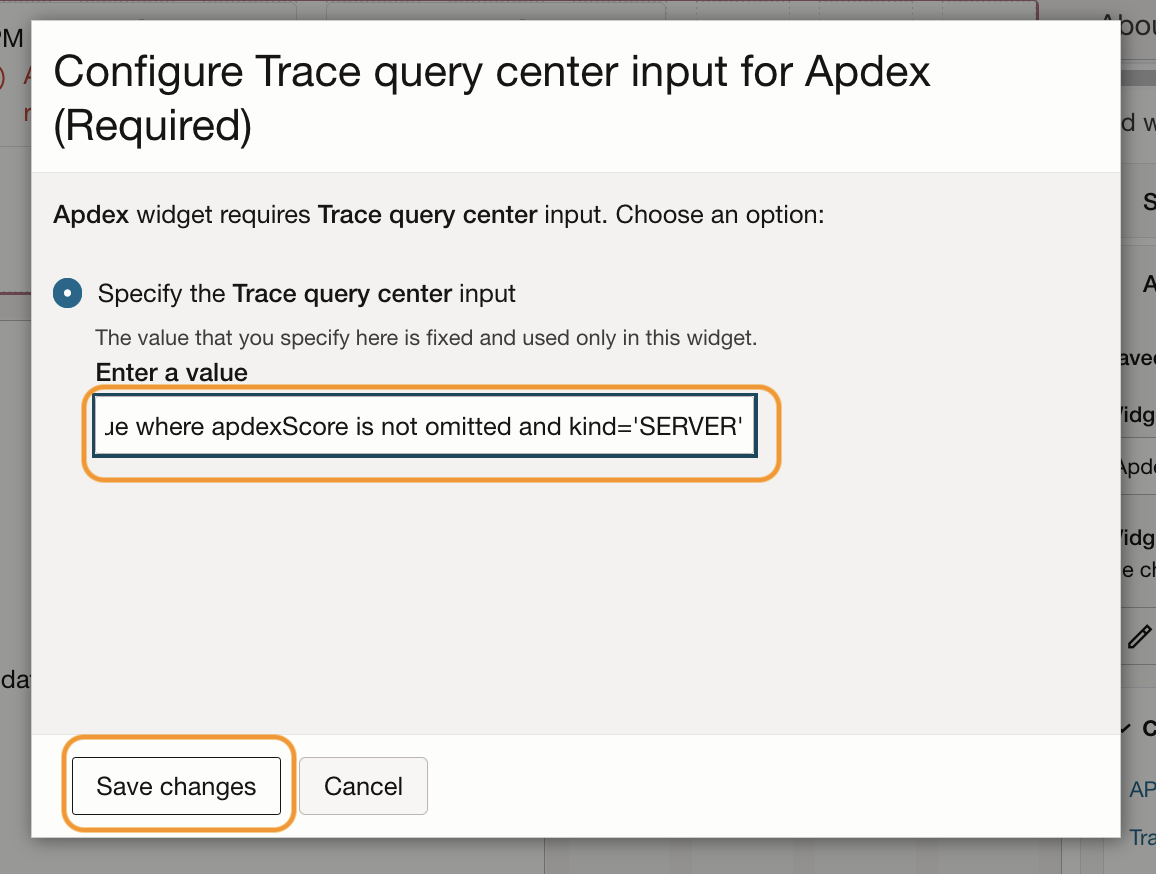 PM
Configure Trace query center input for Apdex
(Required)
Apdex widget requires Trace query center input. Choose an option:
Specify the Trace query center input
The value that you specify here is fixed and used only in this widget.
Enter a value
ue where apdexScore is not omitted and kind='SERVER'
Save changes
Cancel